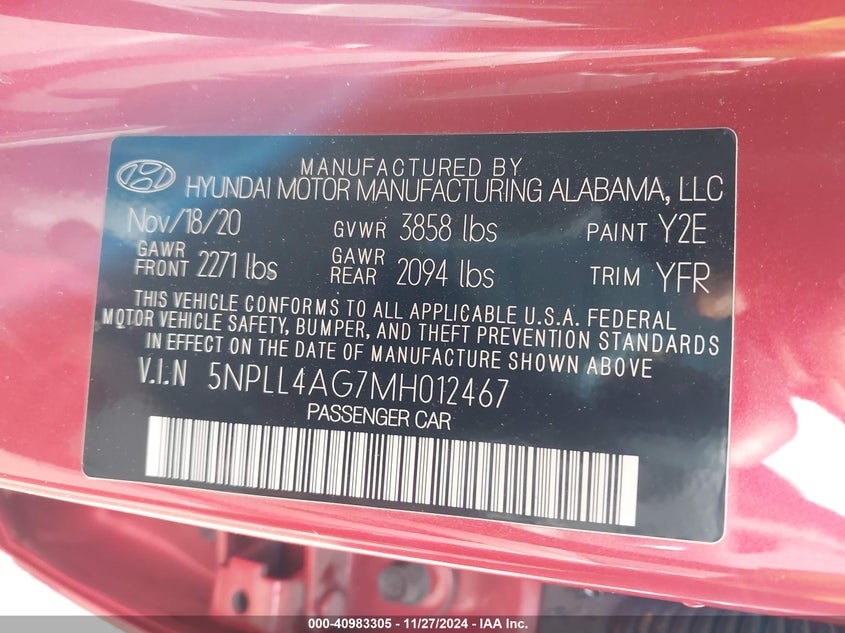 MANUFACTURED BY
HYUNDAI MOTOR MANUFACTURING ALABAMA, LLC
Nov/18/20 GVWR 3858 lbs PAINT Y2E
GAWR FRONT 2271 lbs GAWR REAR 2094 lbs TRIM YFR
THIS VEHICLE CONFORMS TO ALL APPLICABLE U.S.A. FEDERAL
MOTOR VEHICLE SAFETY, BUMPER, AND THEFT PREVENTION STANDARDS
IN EFFECT ON THE DATE OF MANUFACTURE SHOWN ABOVE
V.I.N 5NPLL4AG7MH012467
PASSENGER CAR
000-40983305 - 11/27/2024 - IAA Inc.